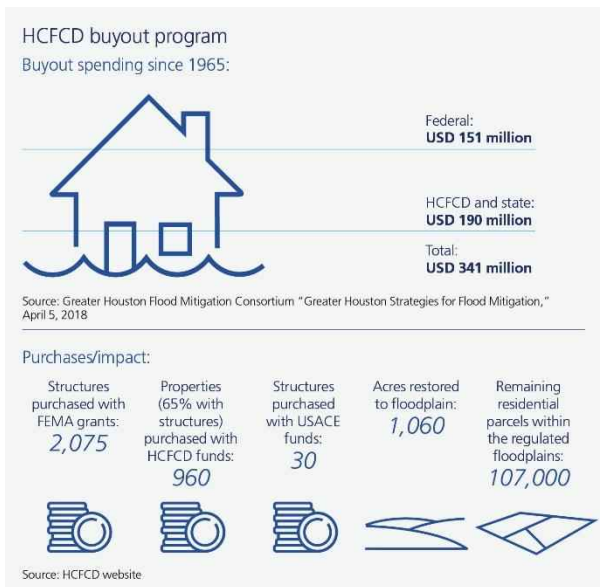 HCFCD buyout program
Buyout spending since 1965:
Federal:
USD 151 million
HCFCD and state:
USD 190 million
Total:
USD 341 million
Source: Greater Houston Flood Mitigation Consortium "Greater Houston Strategies for Flood Mitigation,"
April 5, 2018
Purchases/impact:
Structures
purchased with
FEMA grants:
2,075
Properties
(65% with
structures)
purchased with
HCFCD funds:
960
Structures
purchased
with USACE
funds:
30
Acres restored
to floodplain:
1,060
Remaining
residential
parcels within
the regulated
floodplains:
107,000
Source: HCFCD website